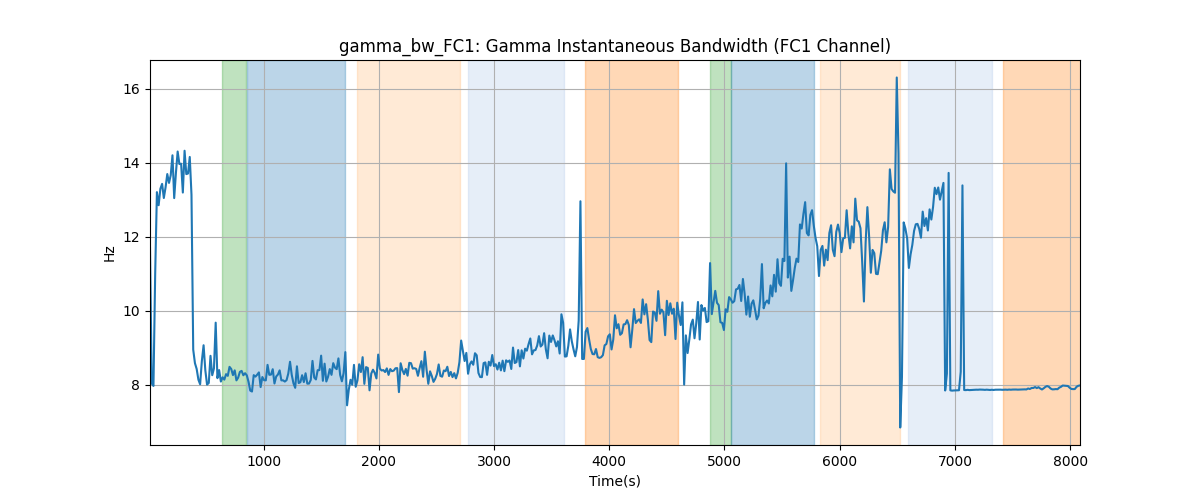 gamma_bw_FC1: Gamma Instantaneous Bandwidth (FC1 Channel)
16
14
12
10
8
Hz
1000 2000 3000 4000 5000 6000 7000 8000
Time(s)